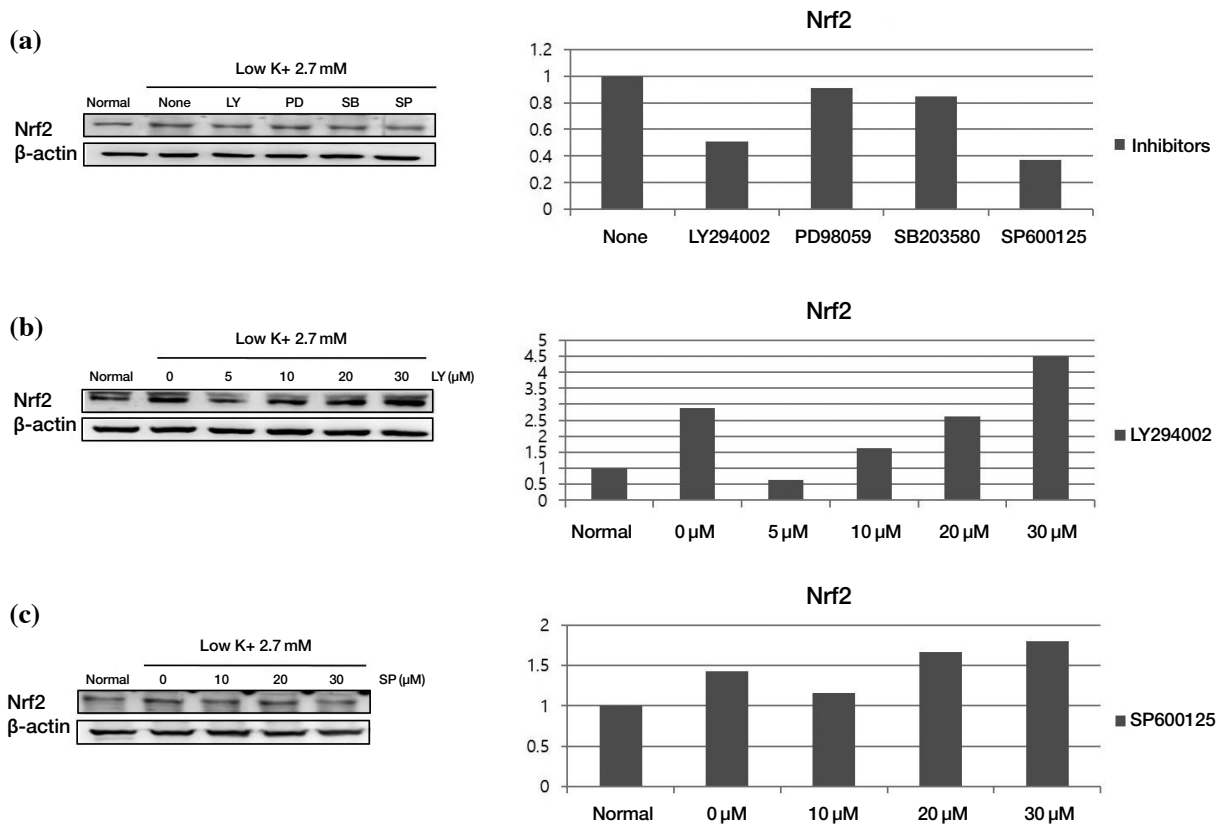 (a)
Low K+ 2.7 mM
Normal None LY PD SB SP
Nrf2
β-actin
Nrf2
1.2
1
0.8
0.6
0.4
0.2
0
None LY294002 PD98059 SB203580 SP600125
Inhibitors
(b)
Low K+ 2.7 mM
Normal 0 5 10 20 30 LY (μM)
Nrf2
β-actin
Nrf2
5
4.5
4
3.5
3
2.5
2
1.5
1
0.5
0
Normal 0 μM 5 μM 10 μM 20 μM 30 μM
LY294002
(c)
Low K+ 2.7 mM
Normal 0 10 20 30 SP (μM)
Nrf2
β-actin
Nrf2
2
1.5
1
0.5
0
Normal 0 μM 10 μM 20 μM 30 μM
SP600125